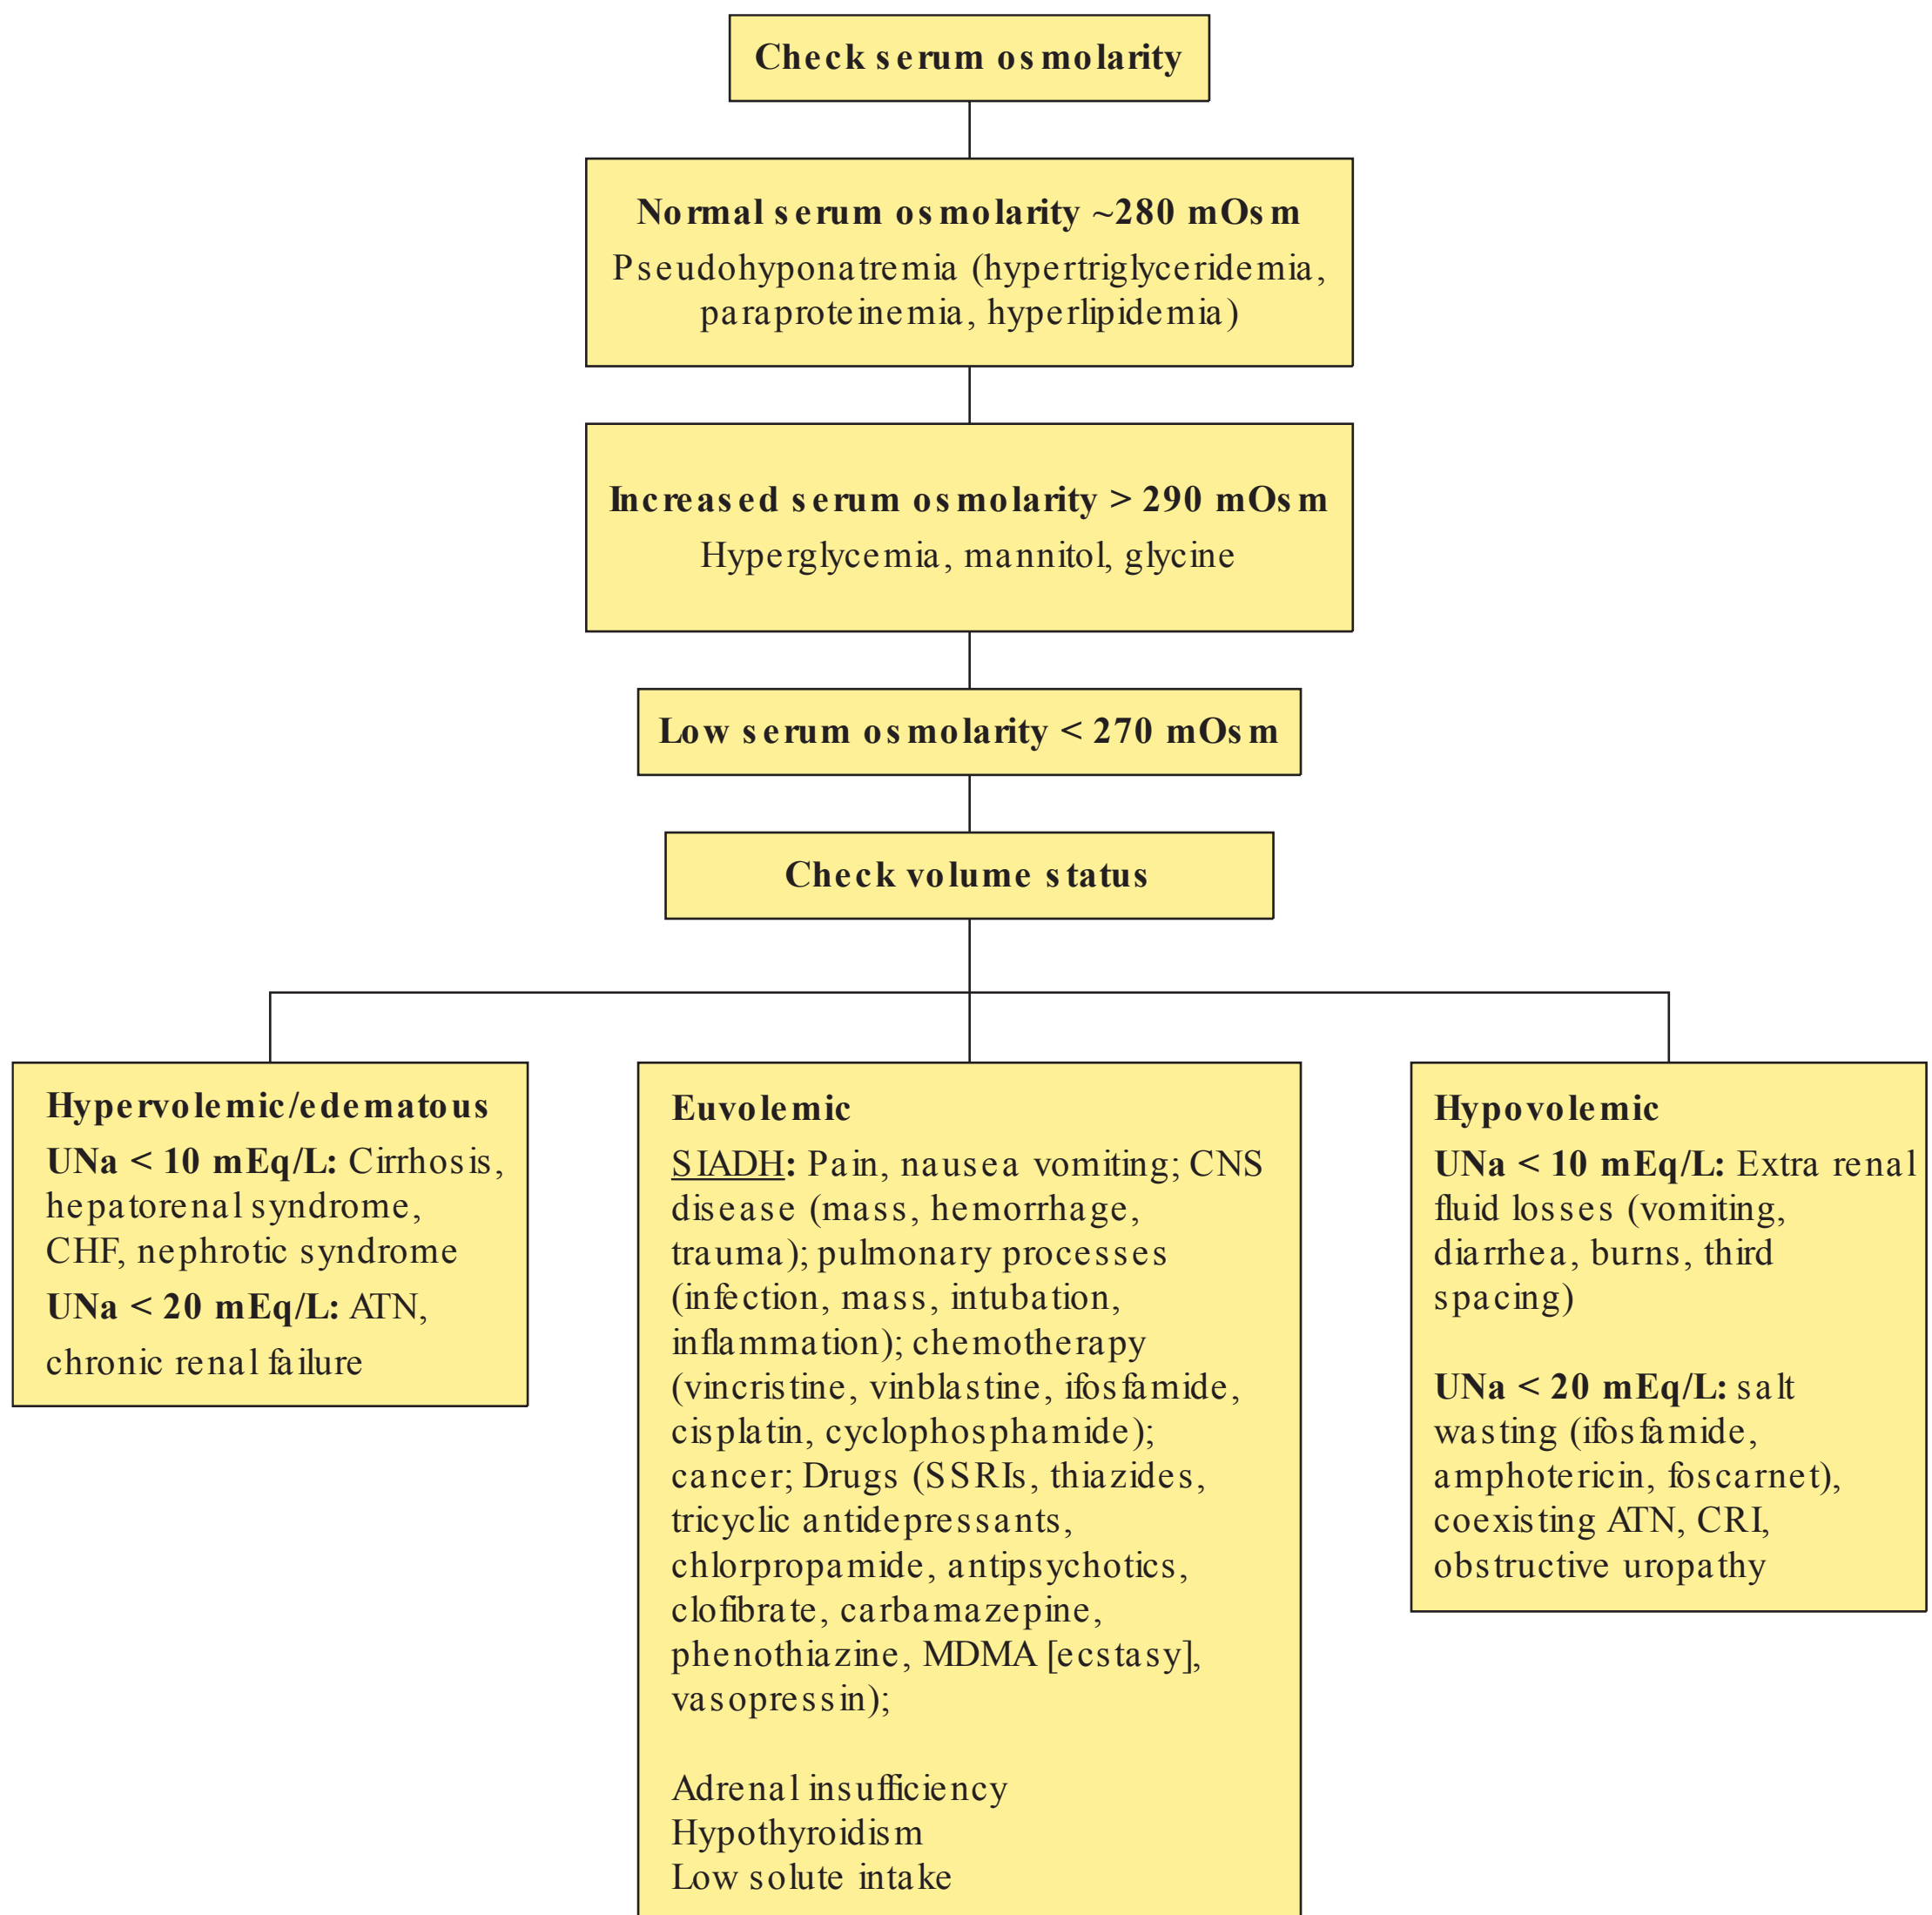 Check serum osmolarity
Normal serum osmolarity ~280 mOsm
Pseudohyponatremia (hypertriglyceridemia,
paraproteinemia, hyperlipidemia)
Increased serum osmolarity > 290 mOsm
Hyperglycemia, mannitol, glycine
Low serum osmolarity < 270 mOsm
Check volume status
Hypervolemic/edematous
UNa < 10 mEq/L: Cirrhosis,
hepatorenal syndrome,
CHF, nephrotic syndrome
UNa < 20 mEq/L: ATN,
chronic renal failure
Euvolemic
SIADH: Pain, nausea vomiting; CNS
disease (mass, hemorrhage,
trauma); pulmonary processes
(infection, mass, intubation,
inflammation); chemotherapy
(vincristine, vinblastine, ifosfamide,
cisplatin, cyclophosphamide);
cancer; Drugs (SSRIs, thiazides,
tricyclic antidepressants,
chlorpropamide, antipsychotics,
clofibrate, carbamazepine,
phenothiazine, MDMA [ecstasy],
vasopressin);
Adrenal insufficiency
Hypothyroidism
Low solute intake
Hypovolemic
UNa < 10 mEq/L: Extra renal
fluid losses (vomiting,
diarrhea, burns, third
spacing)
UNa < 20 mEq/L: salt
wasting (ifosfamide,
amphotericin, foscarnet),
coexisting ATN, CRI,
obstructive uropathy